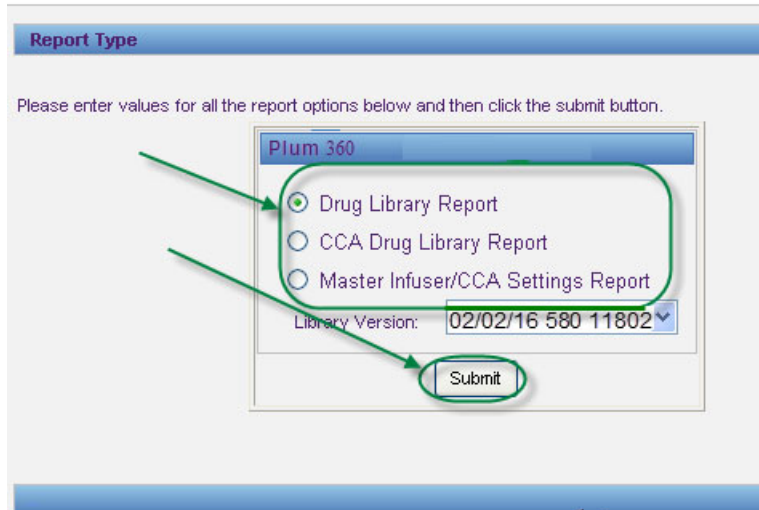 Report Type
Please enter values for all the report options below and then click the submit button.
Plum 360
Drug Library Report
CCA Drug Library Report
Master Infuser/CCA Settings Report
Library Version: 02/02/16 580 11802
Submit